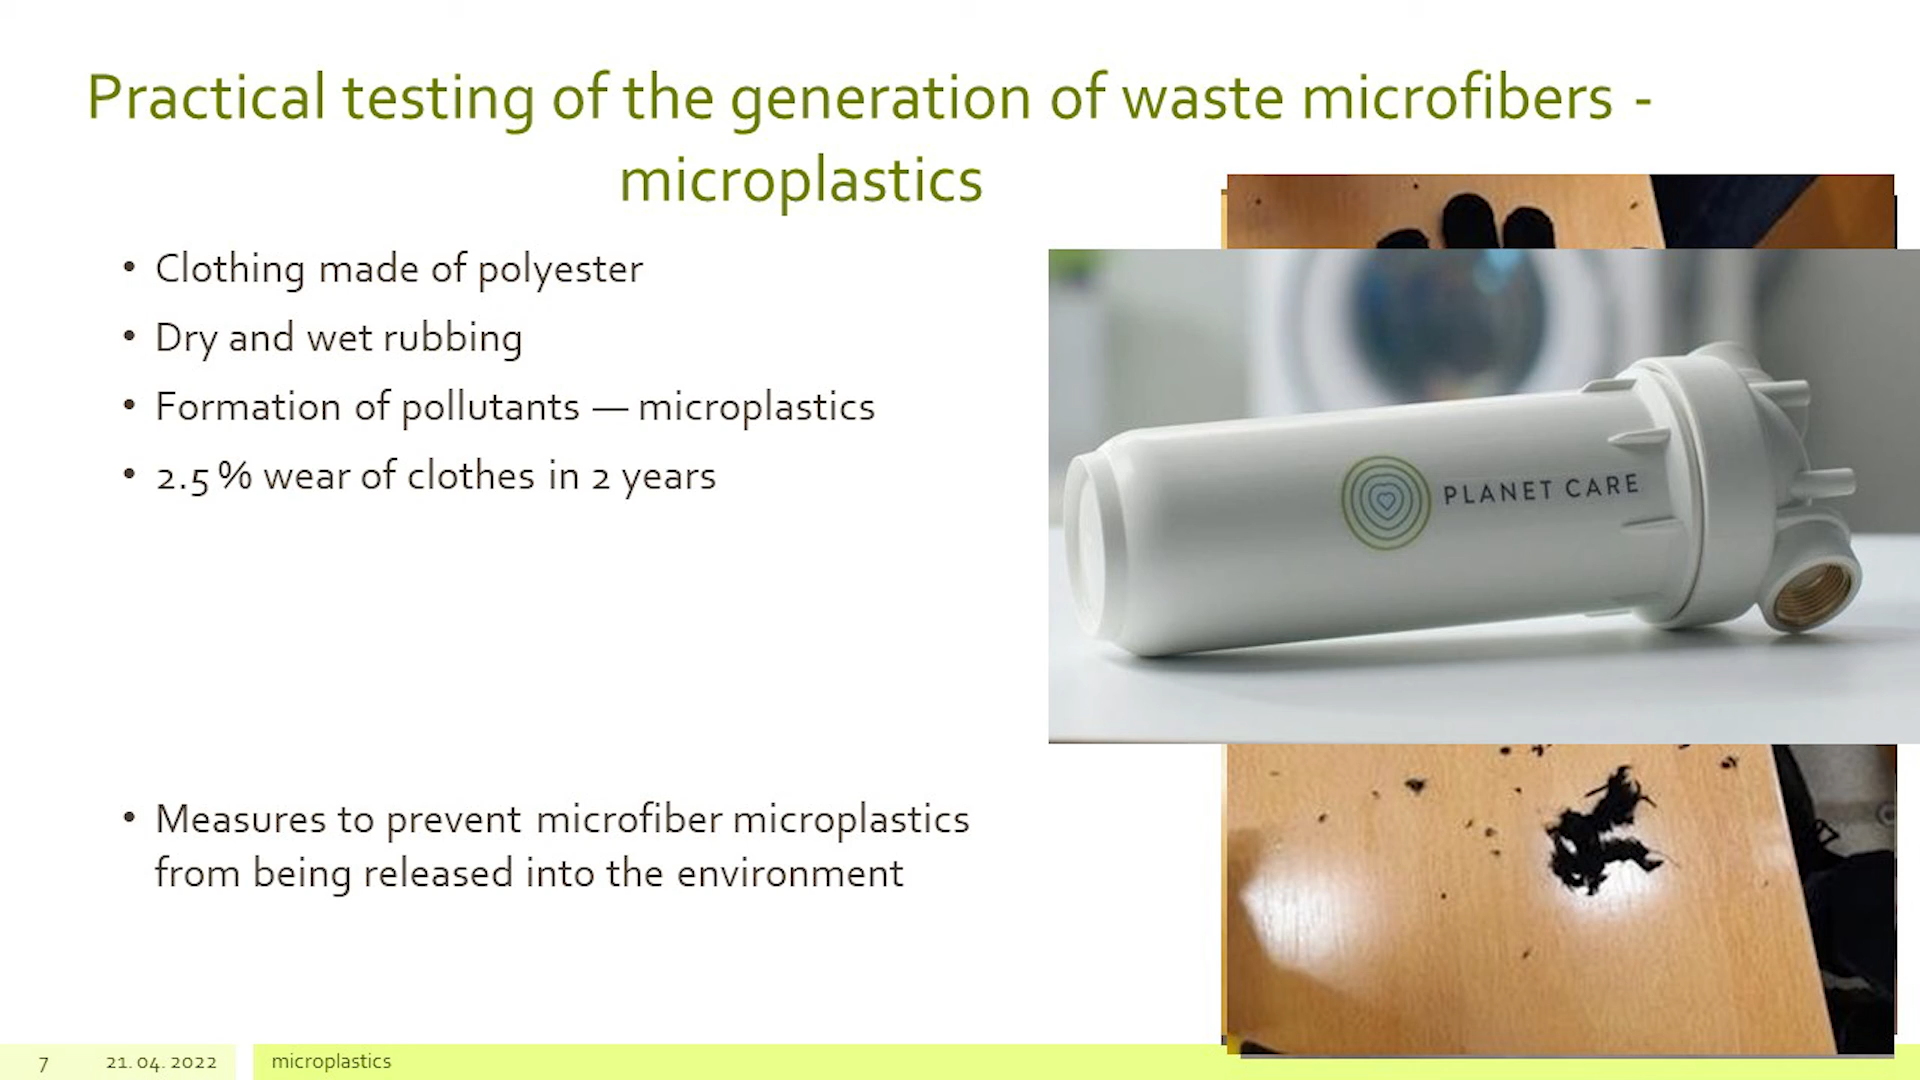 Practical testing of the generation of waste microfibers -
microplastics
• Clothing made of polyester
• Dry and wet rubbing
• Formation of pollutants — microplastics
• 2.5 % wear of clothes in 2 years
PLANET CARE
• Measures to prevent microfiber microplastics
from being released into the environment
7
21. 04. 2022
microplastics